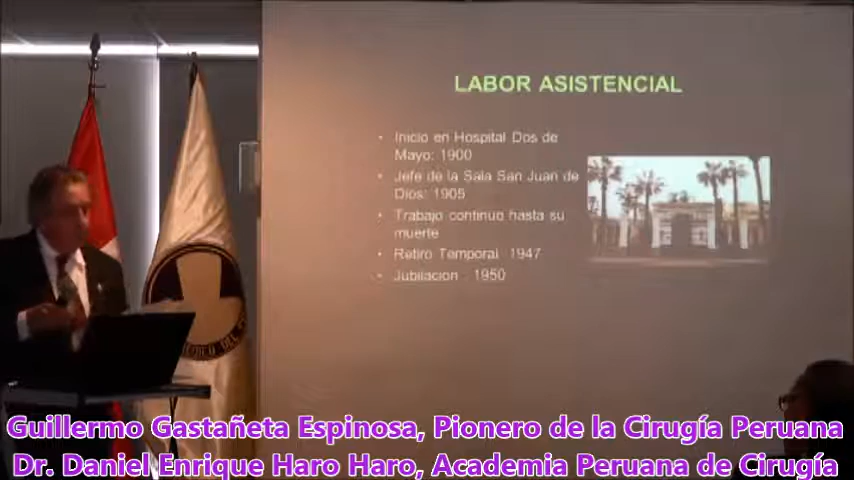 LABOR ASISTENCIAL
• Inicio en Hospital Dos de
Mayo: 1900
• Jefe de la Sala San Juan de
Dios: 1905
• Trabajo continuo hasta su
muerte
• Retiro Temporal 1947
• Jubilacion 1950
Guillermo Gastañeta Espinosa, Pionero de la Cirugía Peruana
Dr. Daniel Enrique Haro Haro, Academia Peruana de Cirugía